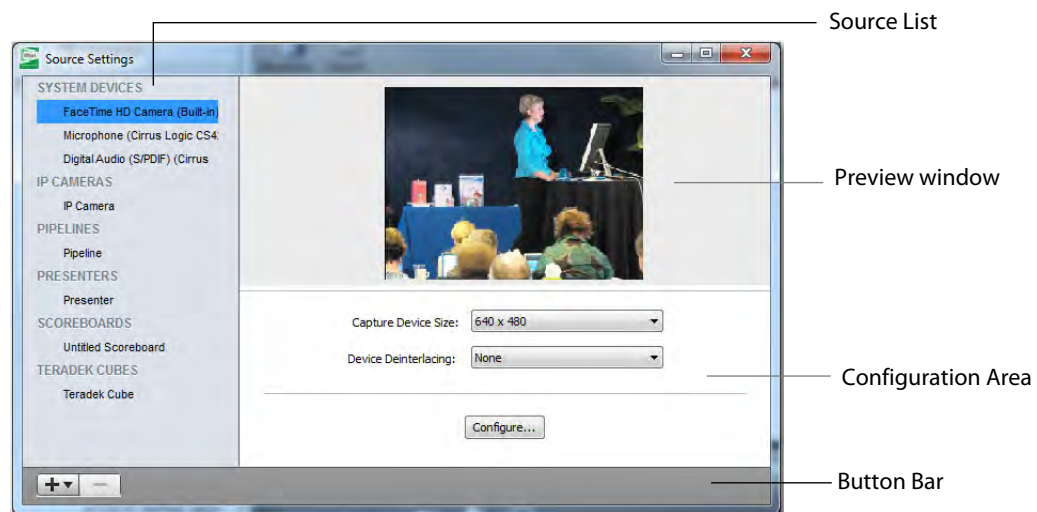 Source List
Source Settings
SYSTEM DEVICES
FaceTime HD Camera (Built-in)
Microphone (Cirrus Logic CS4:
Digital Audio (S/PDIF) (Cirrus
IP CAMERAS
IP Camera
PIPELINES
Pipeline
PRESENTERS
Presenter
SCOREBOARDS
Untitled Scoreboard
TERADEK CUBES
Teradek Cube
Preview window
Capture Device Size: 640 x 480
Device Deinterlacing: None
Configuration Area
Configure...
Button Bar